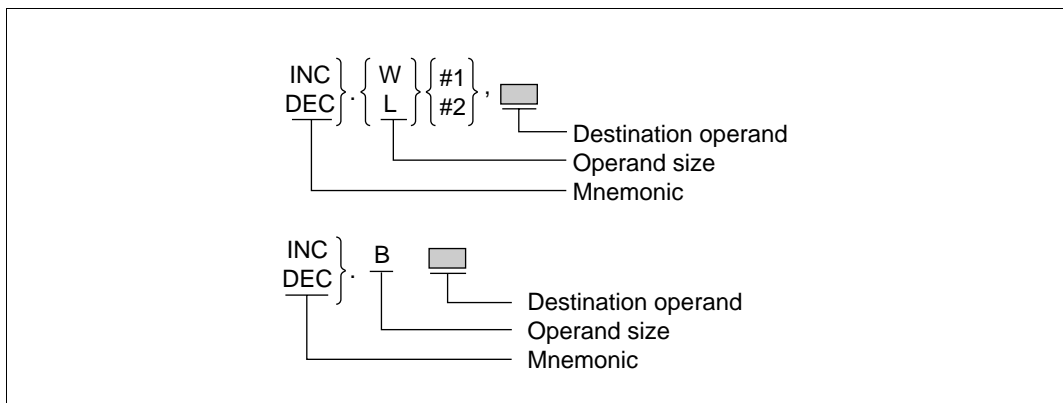 INC
DEC
.
W
L
#1
#2
,
Destination operand
Operand size
Mnemonic
INC
DEC
.
B
Destination operand
Operand size
Mnemonic